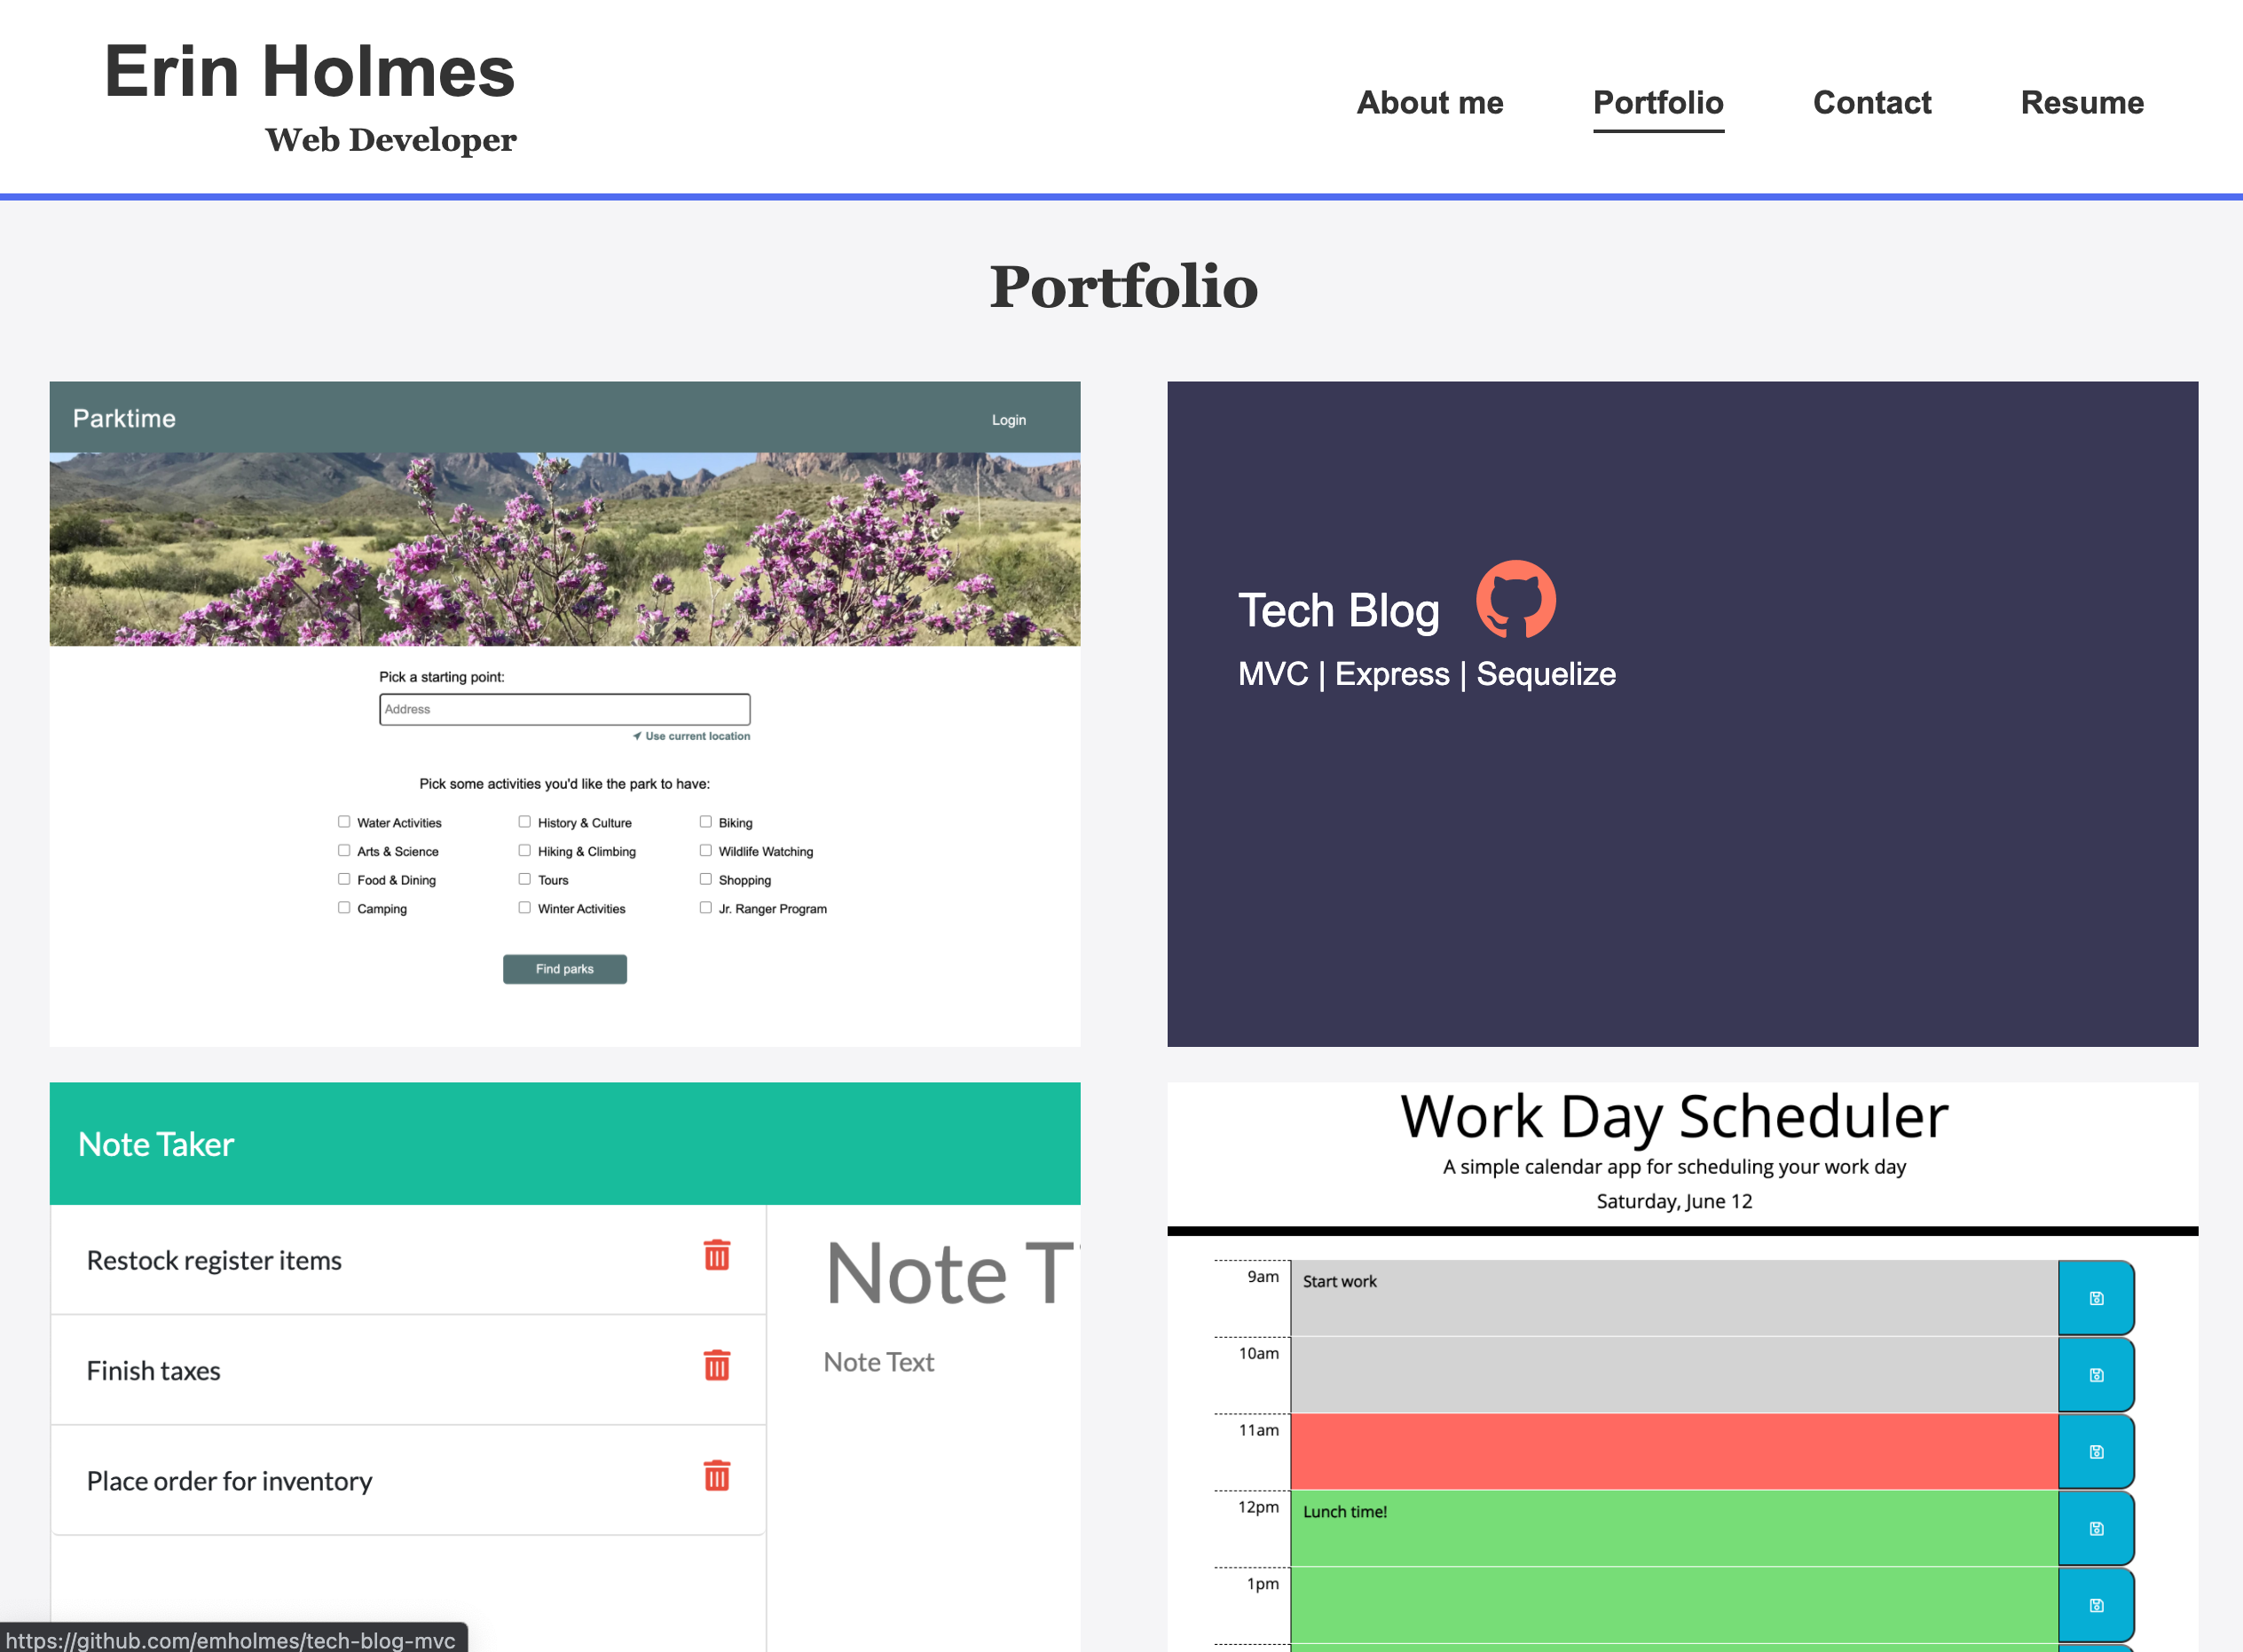 Erin Holmes
Web Developer
About me
Portfolio
Contact
Resume
Portfolio
Parktime
Login
Pick a starting point:
Address
Use current location
Pick some activities you'd like the park to have:
Water Activities
History & Culture
Biking
Arts & Science
Hiking & Climbing
Wildlife Watching
Food & Dining
Tours
Shopping
Camping
Winter Activities
Jr. Ranger Program
Find parks
Tech Blog
MVC | Express | Sequelize
Note Taker
Restock register items
Finish taxes
Place order for inventory
Note T
Note Text
Work Day Scheduler
A simple calendar app for scheduling your work day
Saturday, June 12
9am
Start work
10am
11am
12pm
Lunch time!
1pm
https://github.com/emholmes/tech-blog-mvc